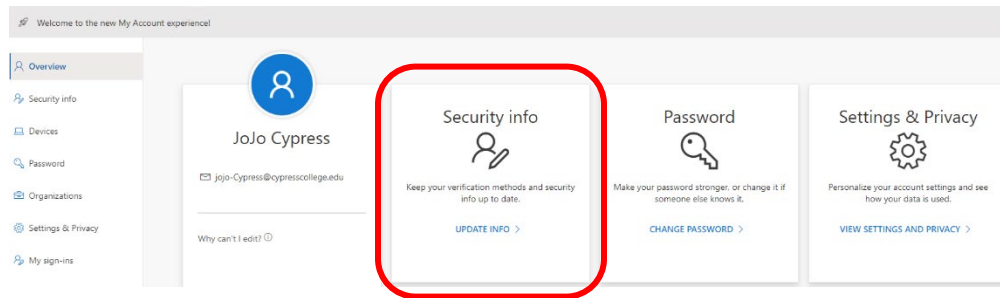 Welcome to the new My Account experience!
Overview
Security info
Devices
Password
Organizations
Settings & Privacy
My sign-ins
JoJo Cypress
jojo-Cypress@cypresscollege.edu
Why can't I edit?
Security info
Keep your verification methods and security
info up to date.
UPDATE INFO >
Password
Make your password stronger, or change it if
someone else knows it.
CHANGE PASSWORD >
Settings & Privacy
Personalize your account settings and see
how your data is used.
VIEW SETTINGS AND PRIVACY >